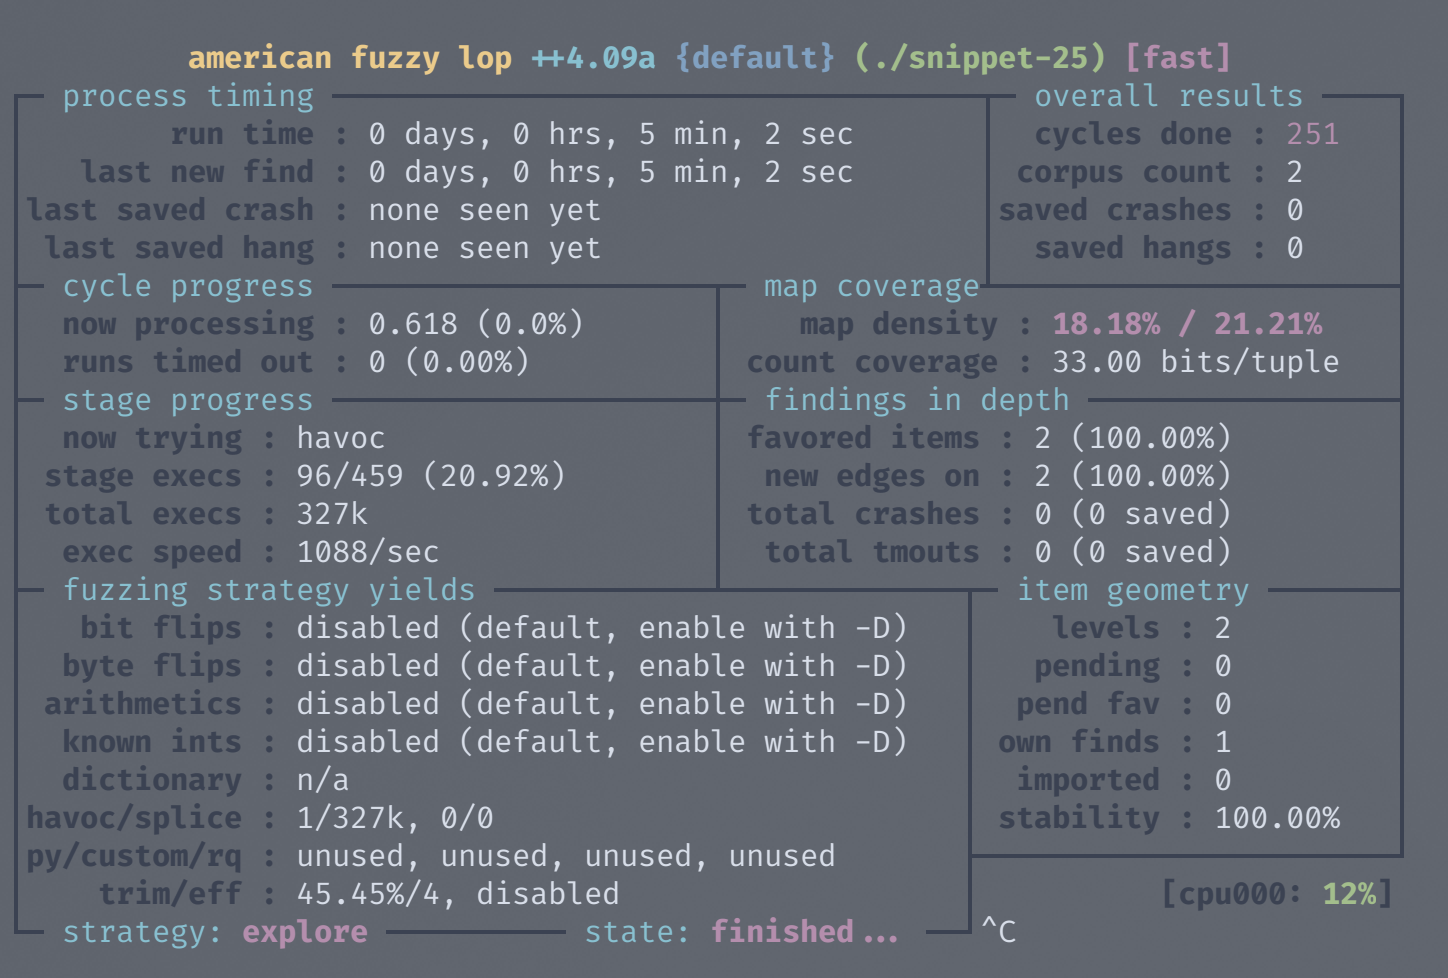 american fuzzy lop ++4.09a {default} (./snippet-25) [fast]
process timing overall results
run time : 0 days, 0 hrs, 5 min, 2 sec cycles done : 251
last new find : 0 days, 0 hrs, 5 min, 2 sec corpus count : 2
last saved crash : none seen yet saved crashes : 0
last saved hang : none seen yet saved hangs : 0
cycle progress map coverage
now processing : 0.618 (0.0%) map density : 18.18% / 21.21%
runs timed out : 0 (0.00%) count coverage : 33.00 bits/tuple
stage progress findings in depth
now trying : havoc favored items : 2 (100.00%)
stage execs : 96/459 (20.92%) new edges on : 2 (100.00%)
total execs : 327k total crashes : 0 (0 saved)
exec speed : 1088/sec total tmouts : 0 (0 saved)
fuzzing strategy yields item geometry
bit flips : disabled (default, enable with -D) levels : 2
byte flips : disabled (default, enable with -D) pending : 0
arithmetics : disabled (default, enable with -D) pend fav : 0
known ints : disabled (default, enable with -D) own finds : 1
dictionary : n/a imported : 0
havoc/splice : 1/327k, 0/0 stability : 100.00%
py/custom/rq : unused, unused, unused, unused
trim/eff : 45.45%/4, disabled [cpu000: 12%]
strategy: explore state: finished... ^C